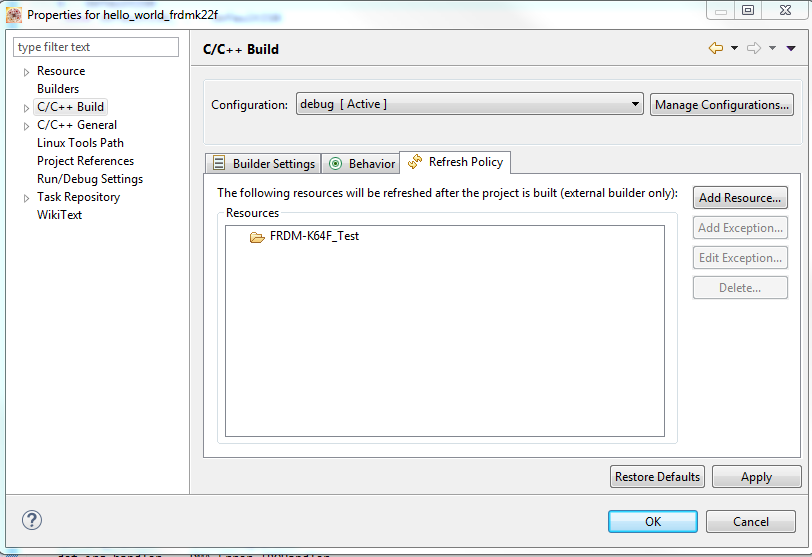 Properties for hello_world_frdmk22f
type filter text
Resource
Builders
C/C++ Build
C/C++ General
Linux Tools Path
Project References
Run/Debug Settings
Task Repository
WikiText
C/C++ Build
Configuration: debug [ Active ] Manage Configurations...
Builder Settings Behavior Refresh Policy
The following resources will be refreshed after the project is built (external builder only):
Resources
FRDM-K64F_Test
Add Resource...
Add Exception...
Edit Exception...
Delete...
Restore Defaults Apply
? OK Cancel